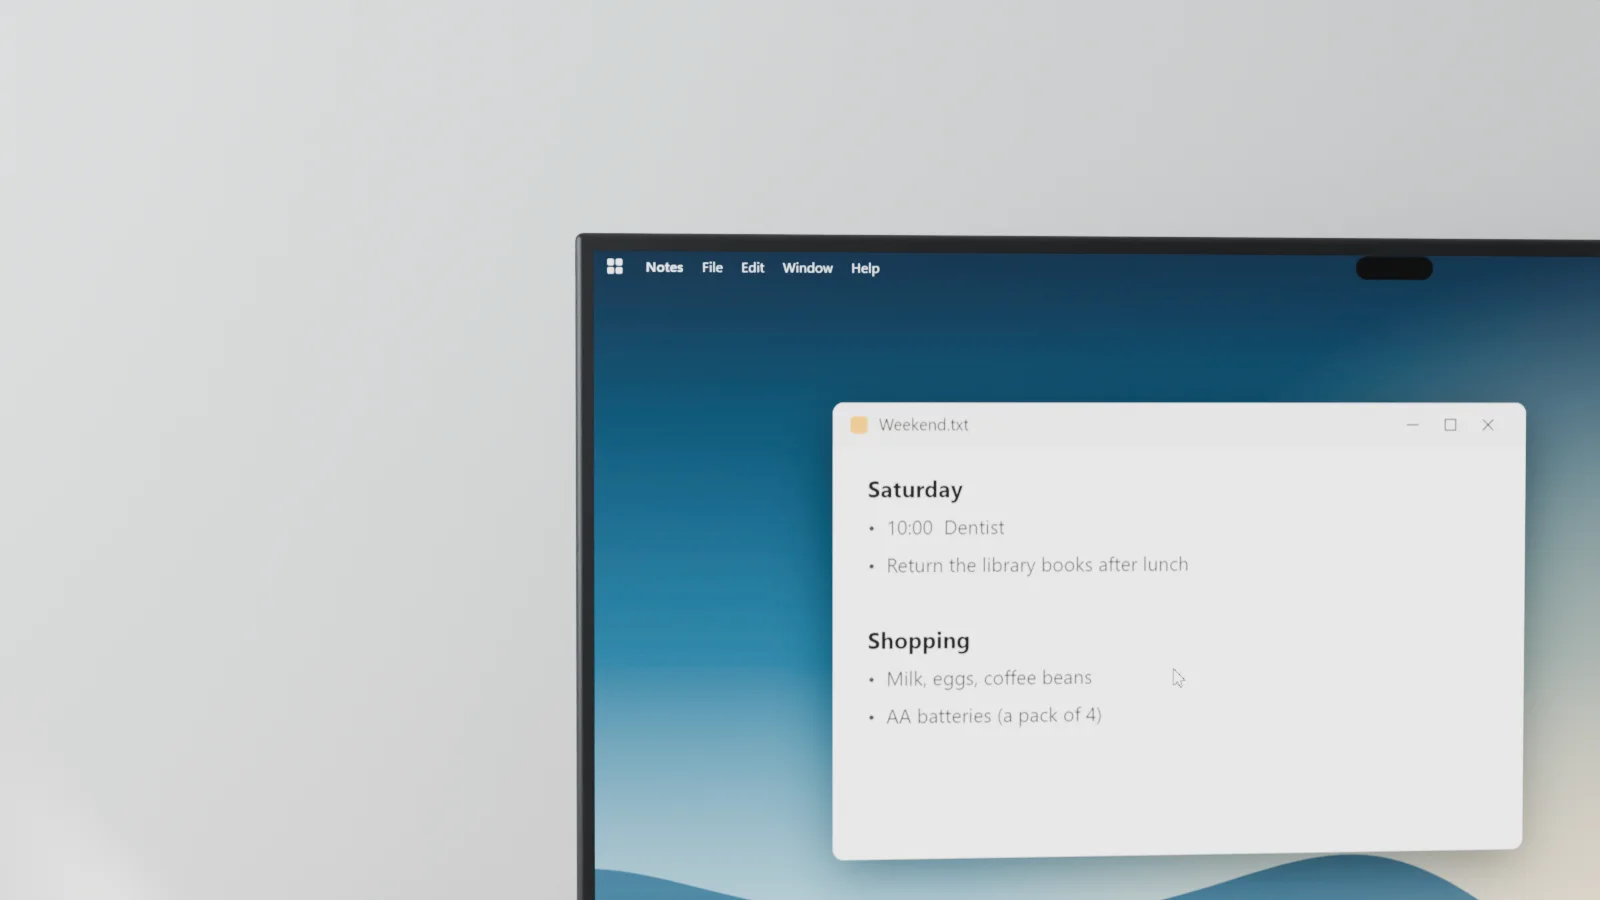 Notes File Edit Window Help
Weekend.txt
Saturday
• 10:00 Dentist
• Return the library books after lunch
Shopping
• Milk, eggs, coffee beans
• AA batteries (a pack of 4)